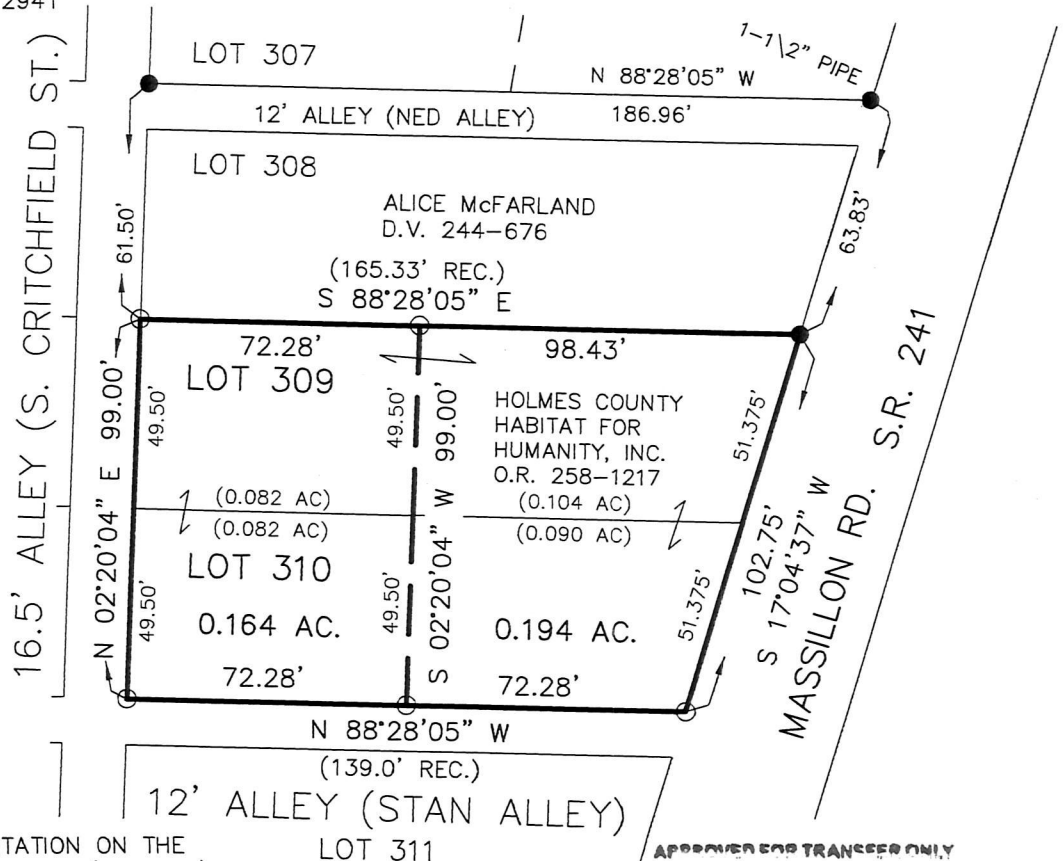 2941
LOT 307
1-1\2" PIPE
N 88°28'05" W
12' ALLEY (NED ALLEY)
186.96'
LOT 308
ALICE McFARLAND
D.V. 244-676
(165.33' REC.)
S 88°28'05" E
61.50'
63.83'
16.5' ALLEY (S. CRITCHFIELD ST.)
72.28'
98.43'
LOT 309
N 02°20'04" E 99.00'
49.50'
49.50'
S 02°20'04" W 99.00'
HOLMES COUNTY
HABITAT FOR
HUMANITY, INC.
O.R. 258-1217
51.375'
S.R. 241
(0.082 AC)
(0.104 AC)
(0.082 AC)
(0.090 AC)
LOT 310
49.50'
49.50'
0.164 AC.
0.194 AC.
51.375'
102.75'
S 17°04'37" W
MASSILLON RD.
72.28'
72.28'
N 88°28'05" W
(139.0' REC.)
12' ALLEY (STAN ALLEY)
TATION ON THE
LOT 311
APPROVED FOR TRANSFER ONLY